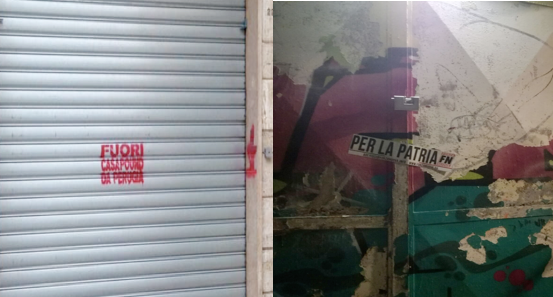 FUORI
CASAPOUND
DA PERUGIA
PER LA PATRIA FN